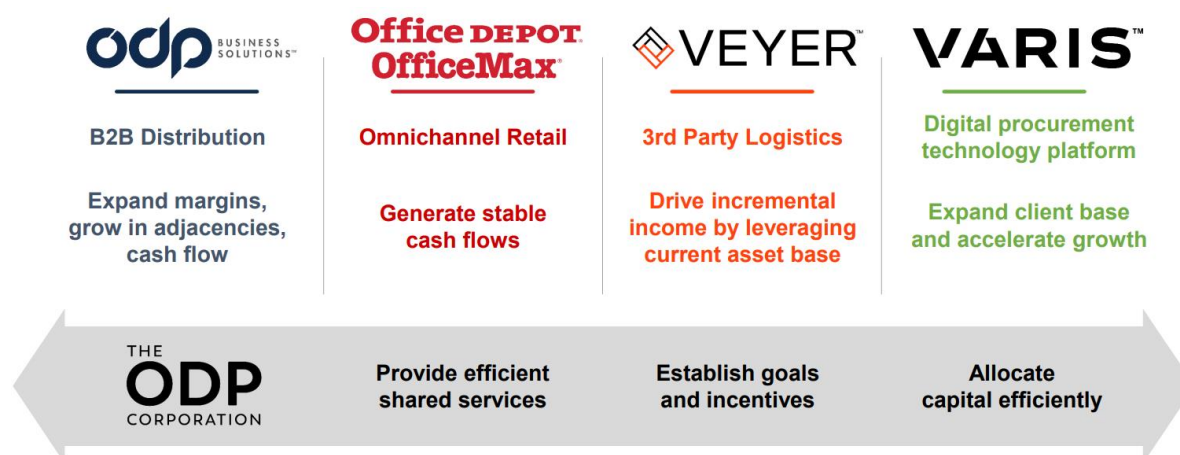 odp BUSINESS
SOLUTIONS™
Office DEPOT
OfficeMax®
VEYER™
VARIS™
B2B Distribution
Expand margins,
grow in adjacencies,
cash flow
Omnichannel Retail
Generate stable
cash flows
3rd Party Logistics
Drive incremental
income by leveraging
current asset base
Digital procurement
technology platform
Expand client base
and accelerate growth
THE
ODP
CORPORATION
Provide efficient
shared services
Establish goals
and incentives
Allocate
capital efficiently